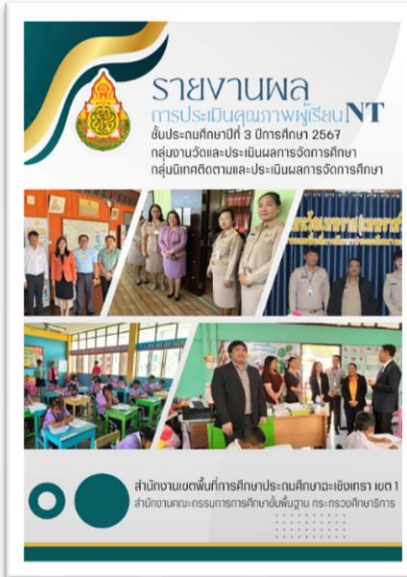 รายงานผล
การประเมินคุณภาพผู้เรียน NT
ชั้นประถมศึกษาปีที่ 3 ปีการศึกษา 2567
กลุ่มงานวัดและประเมินผลการจัดการศึกษา
กลุ่มนิเทศติดตามและประเมินผลการจัดการศึกษา
สำนักงานเขตพื้นที่การศึกษาประถมศึกษาฉะเชิงเทรา เขต 1
สำนักงานคณะกรรมการการศึกษาขั้นพื้นฐาน กระทรวงศึกษาธิการ